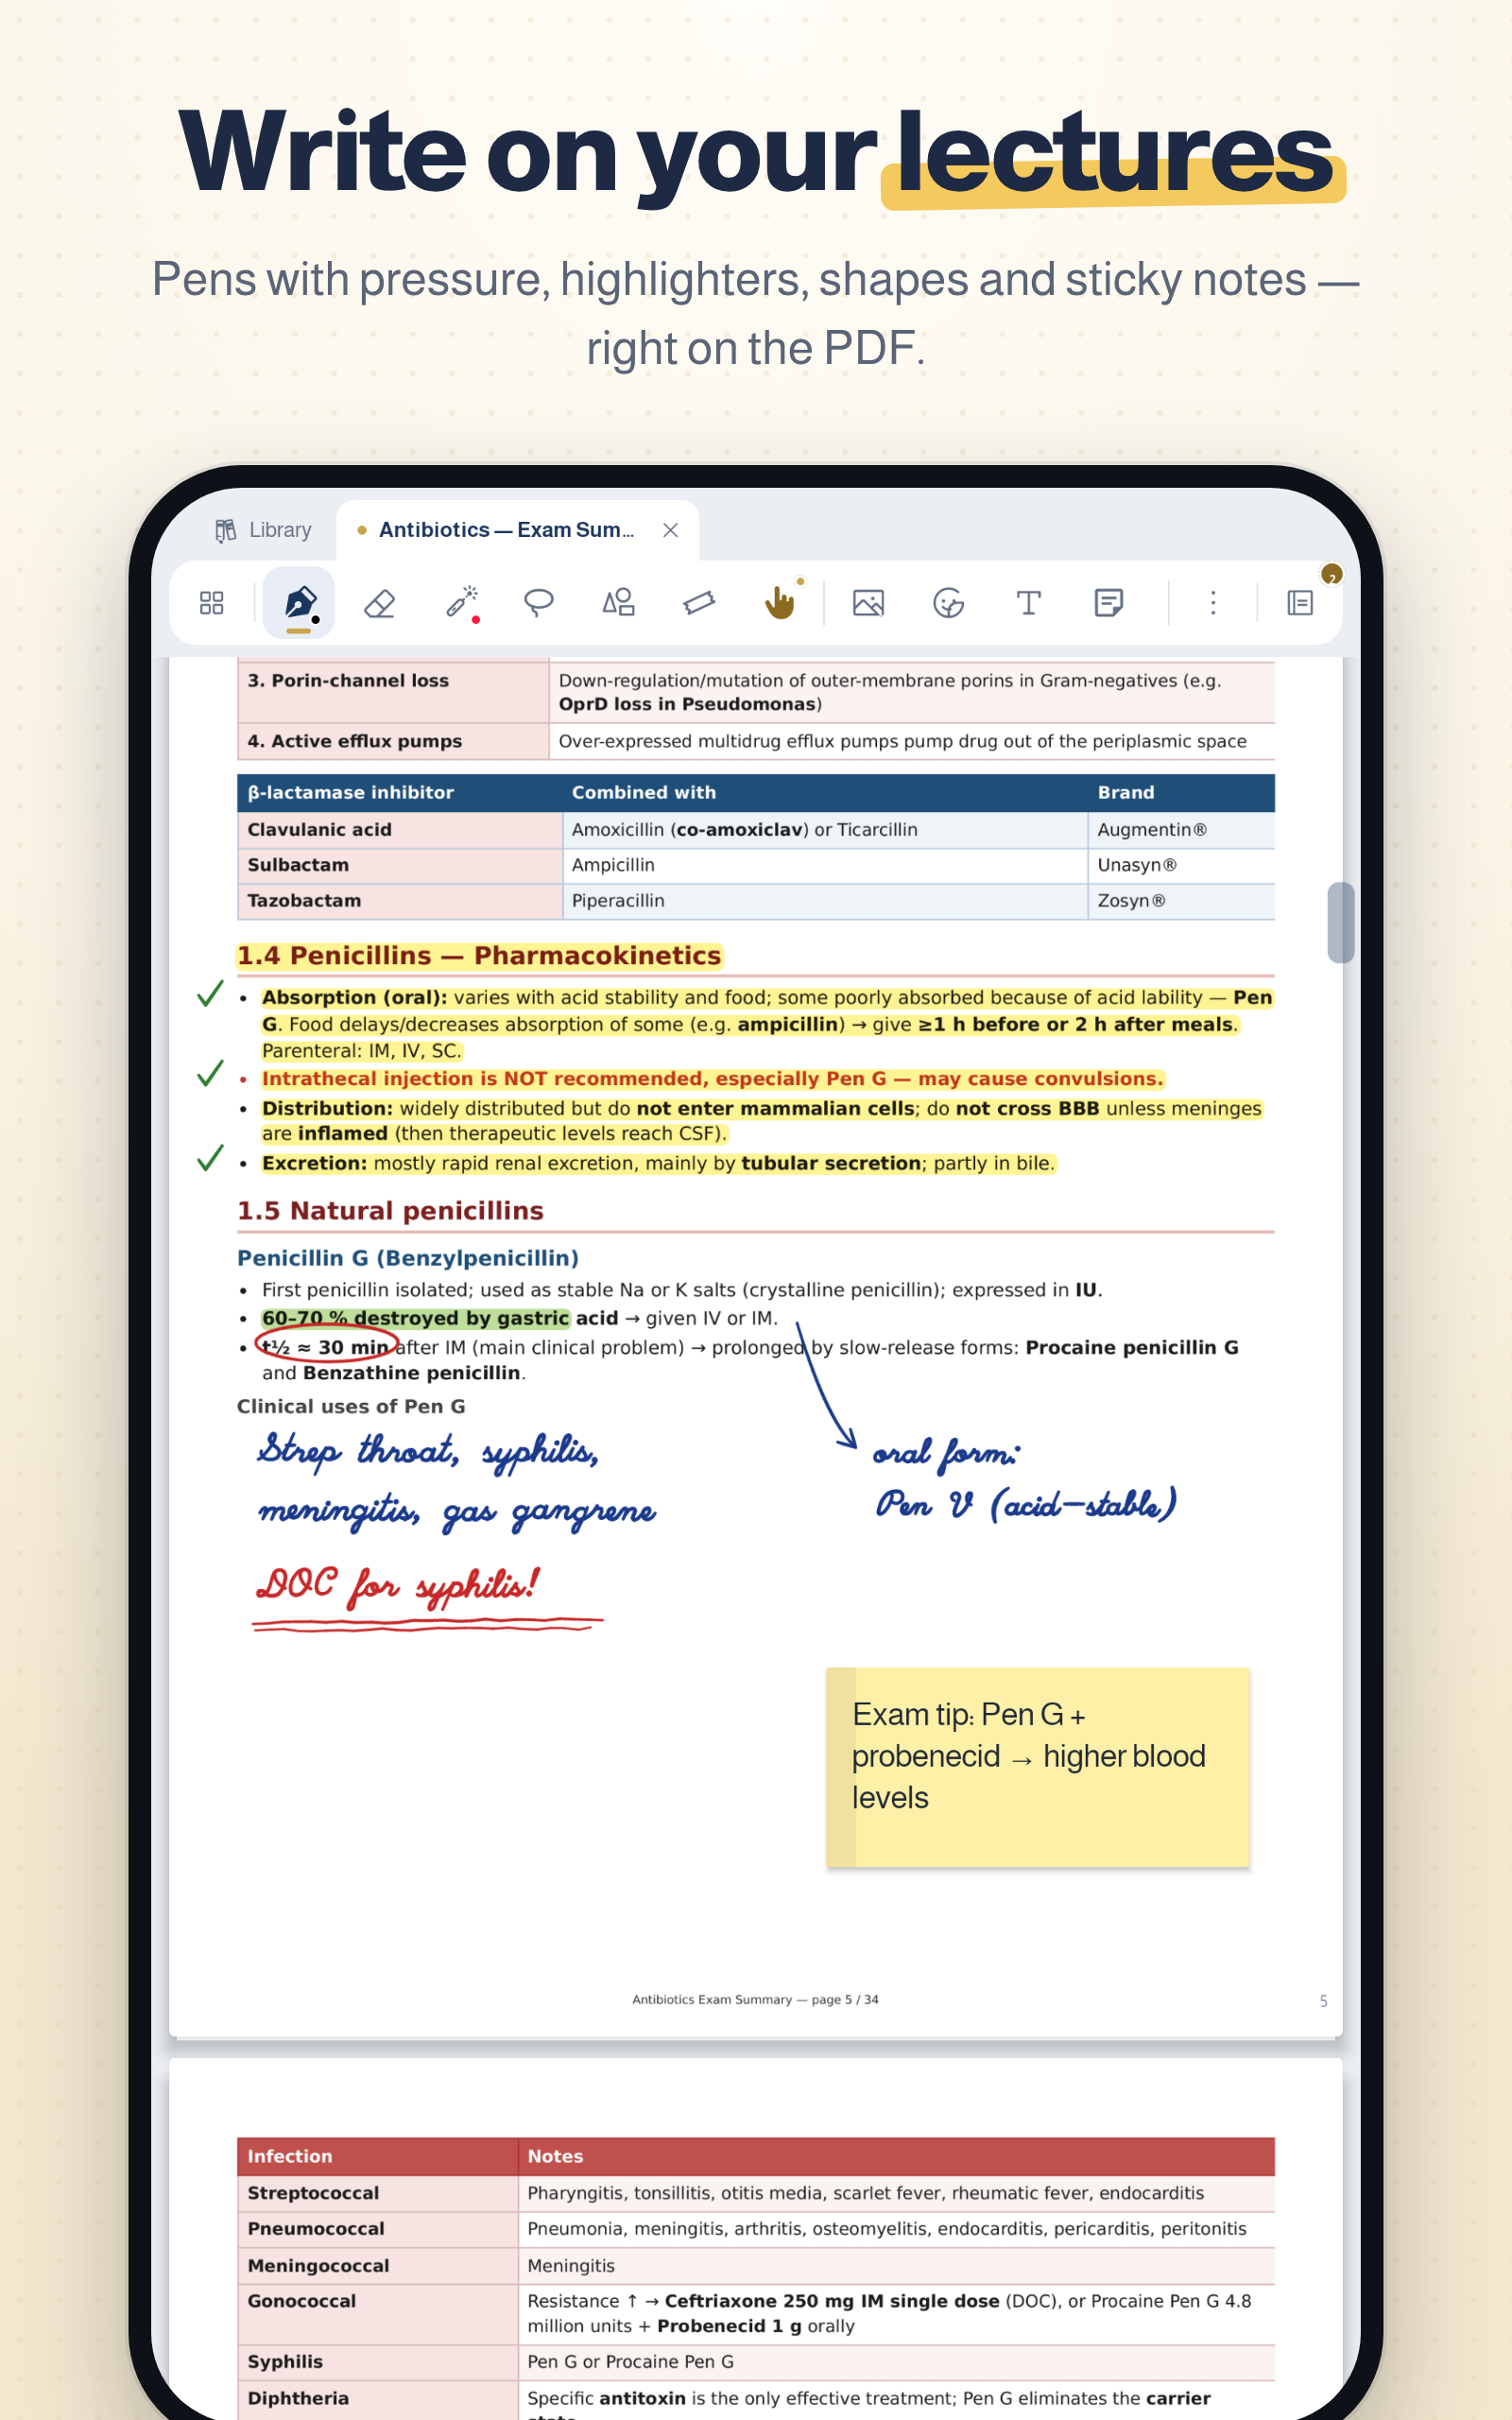 Write on your lectures
Pens with pressure, highlighters, shapes and sticky notes —
right on the PDF.
Library
Antibiotics — Exam Sum...
2
3. Porin-channel loss
Down-regulation/mutation of outer-membrane porins in Gram-negatives (e.g.
OprD loss in Pseudomonas)
4. Active efflux pumps
Over-expressed multidrug efflux pumps pump drug out of the periplasmic space
β-lactamase inhibitor Combined with Brand
Clavulanic acid Amoxicillin (co-amoxiclav) or Ticarcillin Augmentin®
Sulbactam Ampicillin Unasyn®
Tazobactam Piperacillin Zosyn®
1.4 Penicillins — Pharmacokinetics
• Absorption (oral): varies with acid stability and food; some poorly absorbed because of acid lability — Pen
G. Food delays/decreases absorption of some (e.g. ampicillin) → give ≥1 h before or 2 h after meals.
Parenteral: IM, IV, SC.
• Intrathecal injection is NOT recommended, especially Pen G — may cause convulsions.
• Distribution: widely distributed but do not enter mammalian cells; do not cross BBB unless meninges
are inflamed (then therapeutic levels reach CSF).
• Excretion: mostly rapid renal excretion, mainly by tubular secretion; partly in bile.
1.5 Natural penicillins
Penicillin G (Benzylpenicillin)
• First penicillin isolated; used as stable Na or K salts (crystalline penicillin); expressed in IU.
• 60–70 % destroyed by gastric acid → given IV or IM.
• t½ ≈ 30 min after IM (main clinical problem) → prolonged by slow-release forms: Procaine penicillin G
and Benzathine penicillin.
Clinical uses of Pen G
Strep throat, syphilis,
meningitis, gas gangrene
oral form:
Pen V (acid-stable)
DOC for syphilis!
Exam tip: Pen G +
probenecid → higher blood
levels
Antibiotics Exam Summary — page 5 / 34
5
Infection Notes
Streptococcal Pharyngitis, tonsillitis, otitis media, scarlet fever, rheumatic fever, endocarditis
Pneumococcal Pneumonia, meningitis, arthritis, osteomyelitis, endocarditis, pericarditis, peritonitis
Meningococcal Meningitis
Gonococcal Resistance ↑ → Ceftriaxone 250 mg IM single dose (DOC), or Procaine Pen G 4.8
million units + Probenecid 1 g orally
Syphilis Pen G or Procaine Pen G
Diphtheria Specific antitoxin is the only effective treatment; Pen G eliminates the carrier